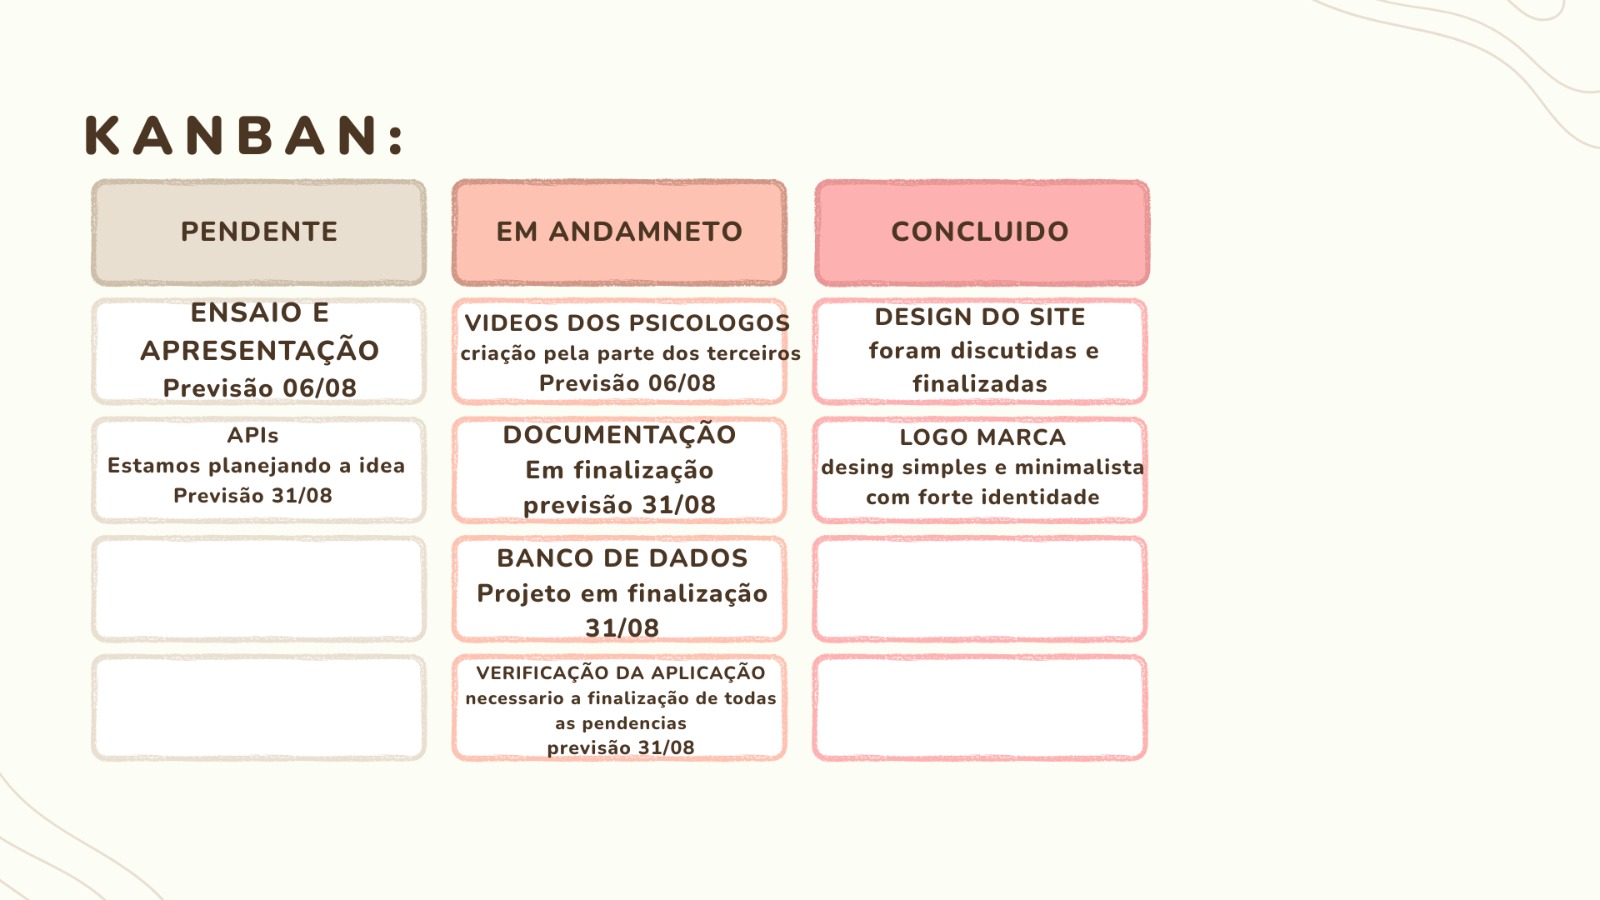 KANBAN:
PENDENTE
ENSAIO E
APRESENTAÇÃO
Previsão 06/08
APIs
Estamos planejando a idea
Previsão 31/08
EM ANDAMNETO
VIDEOS DOS PSICOLOGOS
criação pela parte dos terceiros
Previsão 06/08
DOCUMENTAÇÃO
Em finalização
previsão 31/08
BANCO DE DADOS
Projeto em finalização
31/08
VERIFICAÇÃO DA APLICAÇÃO
necessario a finalização de todas
as pendencias
previsão 31/08
CONCLUIDO
DESIGN DO SITE
foram discutidas e
finalizadas
LOGO MARCA
desing simples e minimalista
com forte identidade